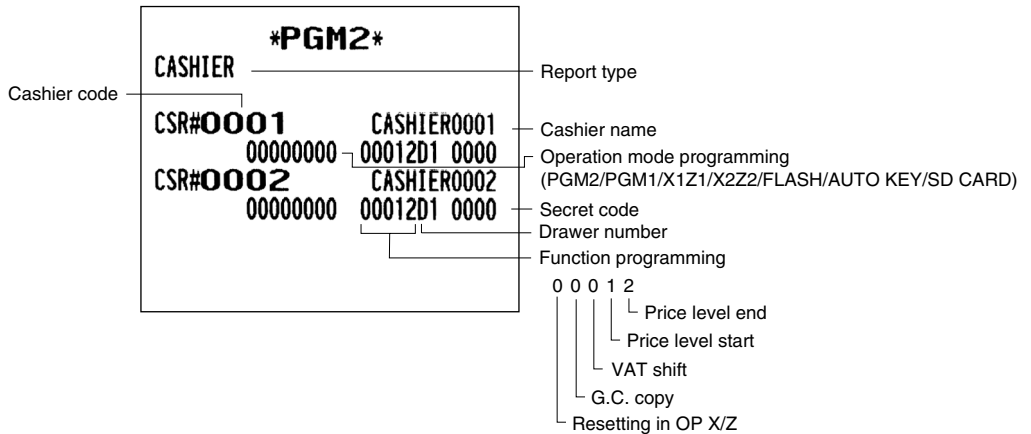 *PGM2*
CASHIER
Report type
Cashier code
CSR#0001 CASHIER0001
Cashier name
00000000 00012D1 0000
Operation mode programming
(PGM2/PGM1/X1Z1/X2Z2/FLASH/AUTO KEY/SD CARD)
CSR#0002 CASHIER0002
00000000 00012D1 0000
Secret code
Drawer number
Function programming
0 0 0 1 2
Price level end
Price level start
VAT shift
G.C. copy
Resetting in OP X/Z